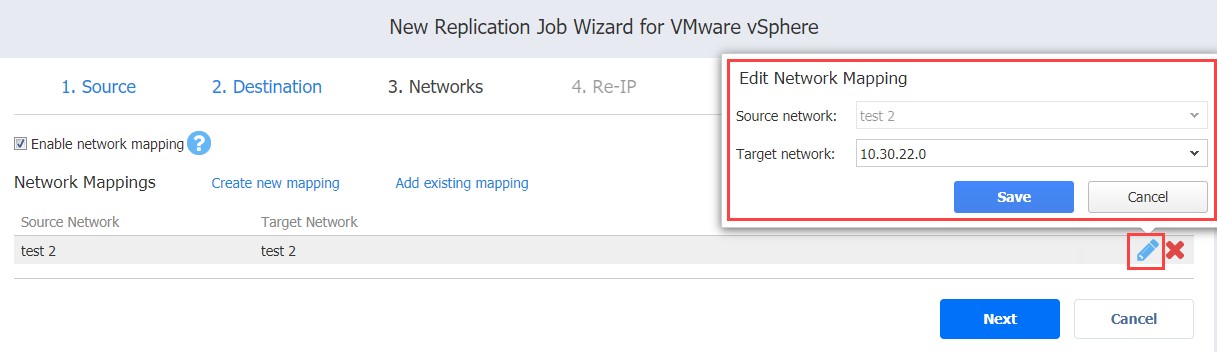 New Replication Job Wizard for VMware vSphere
1. Source
2. Destination
3. Networks
4. Re-IP
Enable network mapping ?
Network Mappings
Create new mapping
Add existing mapping
Source Network
Target Network
test 2
test 2
Edit Network Mapping
Source network:
test 2
Target network:
10.30.22.0
Save
Cancel
Next
Cancel